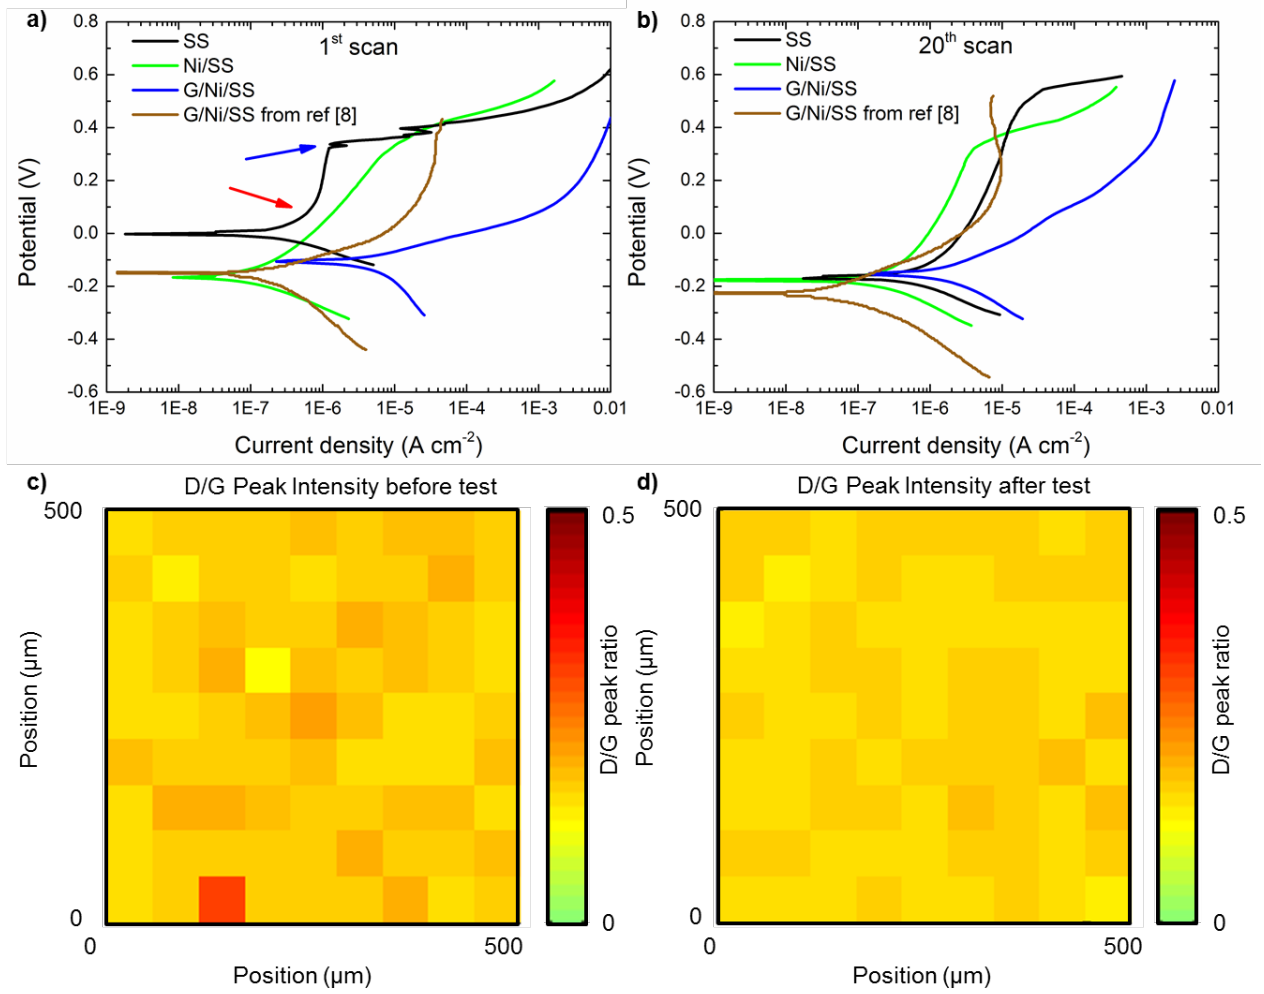 a)
1st scan
SS
Ni/SS
G/Ni/SS
G/Ni/SS from ref [8]
Potential (V)
0.8
0.6
0.4
0.2
0.0
-0.2
-0.4
-0.6
1E-9 1E-8 1E-7 1E-6 1E-5 1E-4 1E-3 0.01
Current density (A cm-2)
b)
20th scan
SS
Ni/SS
G/Ni/SS
G/Ni/SS from ref [8]
Potential (V)
0.8
0.6
0.4
0.2
0.0
-0.2
-0.4
-0.6
1E-9 1E-8 1E-7 1E-6 1E-5 1E-4 1E-3 0.01
Current density (A cm-2)
c)
D/G Peak Intensity before test
500
Position (µm)
0
0 500
Position (µm)
0.5
D/G peak ratio
0
d)
D/G Peak Intensity after test
500
Position (µm)
0
0 500
Position (µm)
0.5
D/G peak ratio
0